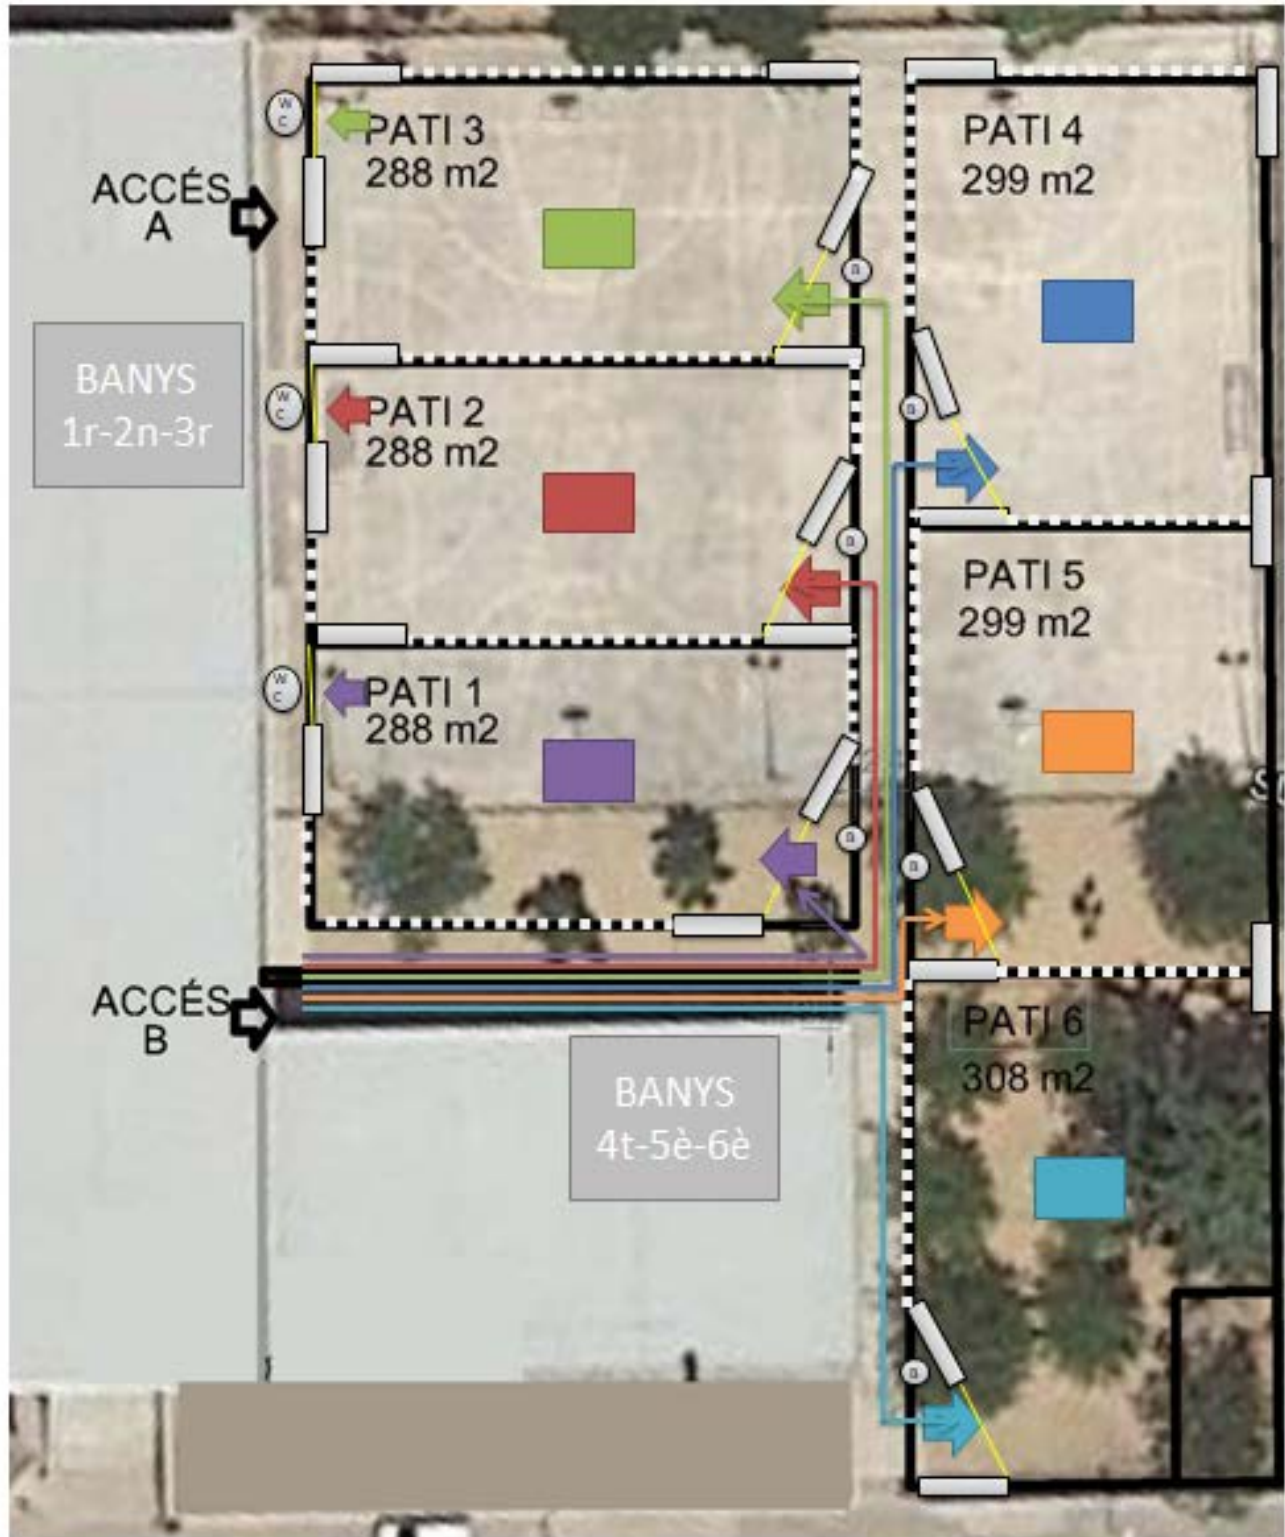 W
C
PATI 3
288 m2
PATI 4
299 m2
ACCÉS
A
B
BANYS
1r-2n-3r
W
C
PATI 2
288 m2
B
B
PATI 5
299 m2
W
C
PATI 1
288 m2
B
B
ACCÉS
B
PATI 6
308 m2
BANYS
4t-5è-6è
B